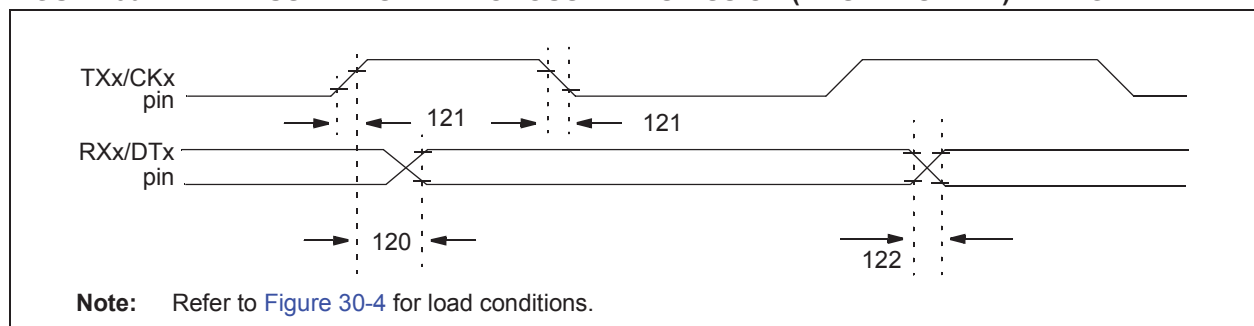 TXx/CKx
pin
121
121
RXx/DTx
pin
120
122
Note: Refer to Figure 30-4 for load conditions.